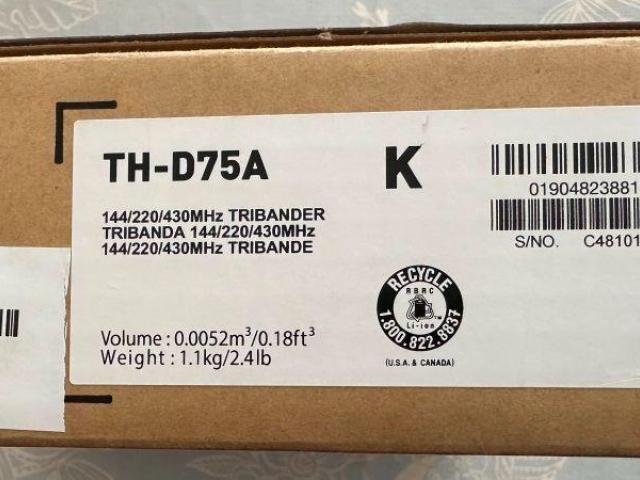 TH-D75A
K
144/220/430MHz TRIBANDER
TRIBANDA 144/220/430MHz
144/220/430MHz TRIBANDE
01904823881
S/NO. C48101
RECYCLE
RBRC
Li-ion
1.800.822.8837
(U.S.A. & CANADA)
Volume : 0.0052m³/0.18ft³
Weight : 1.1kg/2.4lb